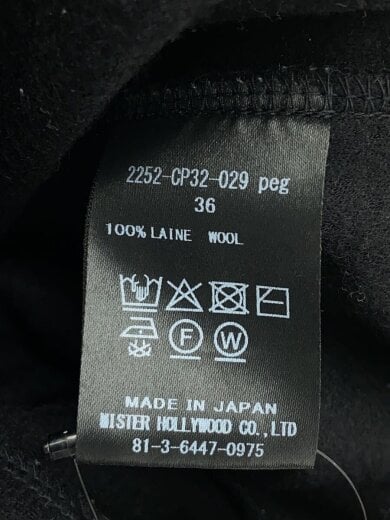 2252-CP32-029 peg
36
100% LAINE WOOL
F W
MADE IN JAPAN
MISTER HOLLYWOOD CO.,LTD
81-3-6447-0975